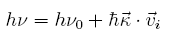 hν = hν₀ + ħκ⃗ · v⃗ᵢ